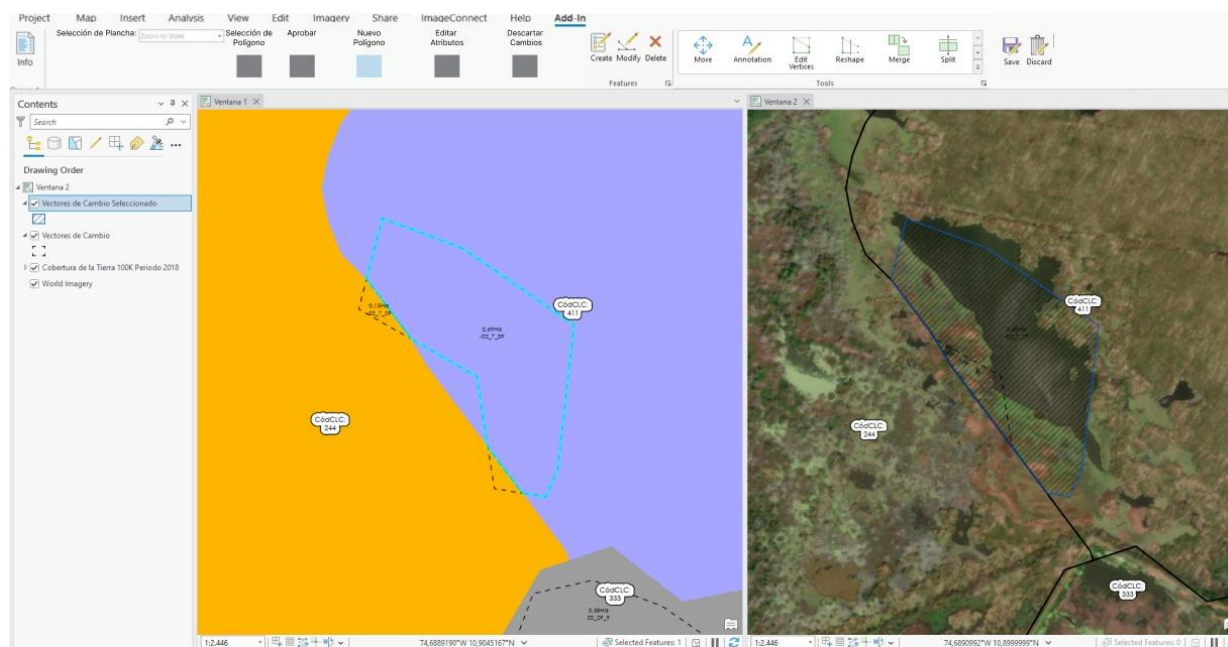 Project Map Insert Analysis View Edit Imagery Share ImageConnect Help Add-In
Selección de Plancha: Zoom to State
Selección de Polígono
Aprobar
Nuevo Polígono
Editar Atributos
Descartar Cambios
Info
Create Modify Delete
Features
Move Annotation Edit Vertices Reshape Merge Split
Tools
Save Discard
Contents
Search
Drawing Order
Ventana 2
Vectores de Cambio Seleccionado
Vectores de Cambio
Cobertura de la Tierra 100K Periodo 2018
World Imagery
Ventana 1
CódCLC:
411
CódCLC:
244
CódCLC:
333
1:2.446
74,6889190°W 10,9045167°N
Selected Features: 1
Ventana 2
CódCLC:
411
CódCLC:
244
CódCLC:
333
1:2.446
74,6890992°W 10,8999999°N
Selected Features: 0